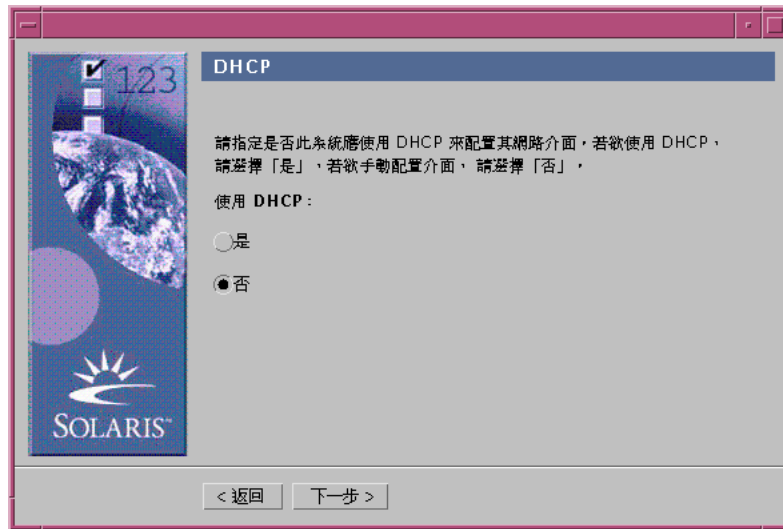 123
DHCP
請指定是否此系統應使用 DHCP 來配置其網路介面，若欲使用 DHCP，
請選擇「是」，若欲手動配置介面， 請選擇「否」，
使用 DHCP：
是
否
SOLARIS™
< 返回
下一步 >